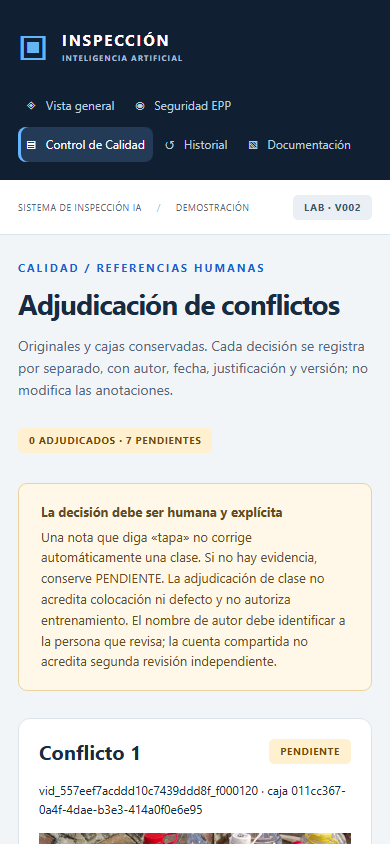 INSPECCIÓN
INTELIGENCIA ARTIFICIAL
Vista general
Seguridad EPP
Control de Calidad
Historial
Documentación
SISTEMA DE INSPECCIÓN IA / DEMOSTRACIÓN
LAB · V002
CALIDAD / REFERENCIAS HUMANAS
Adjudicación de conflictos
Originales y cajas conservadas. Cada decisión se registra
por separado, con autor, fecha, justificación y versión; no
modifica las anotaciones.
0 ADJUDICADOS · 7 PENDIENTES
La decisión debe ser humana y explícita
Una nota que diga «tapa» no corrige
automáticamente una clase. Si no hay evidencia,
conserve PENDIENTE. La adjudicación de clase no
acredita colocación ni defecto y no autoriza
entrenamiento. El nombre de autor debe identificar a
la persona que revisa; la cuenta compartida no
acredita segunda revisión independiente.
Conflicto 1
PENDIENTE
vid_557eef7acddd10c7439ddd8f_f000120 · caja 011cc367-
0a4f-4dae-b3e3-414a0f0e6e95